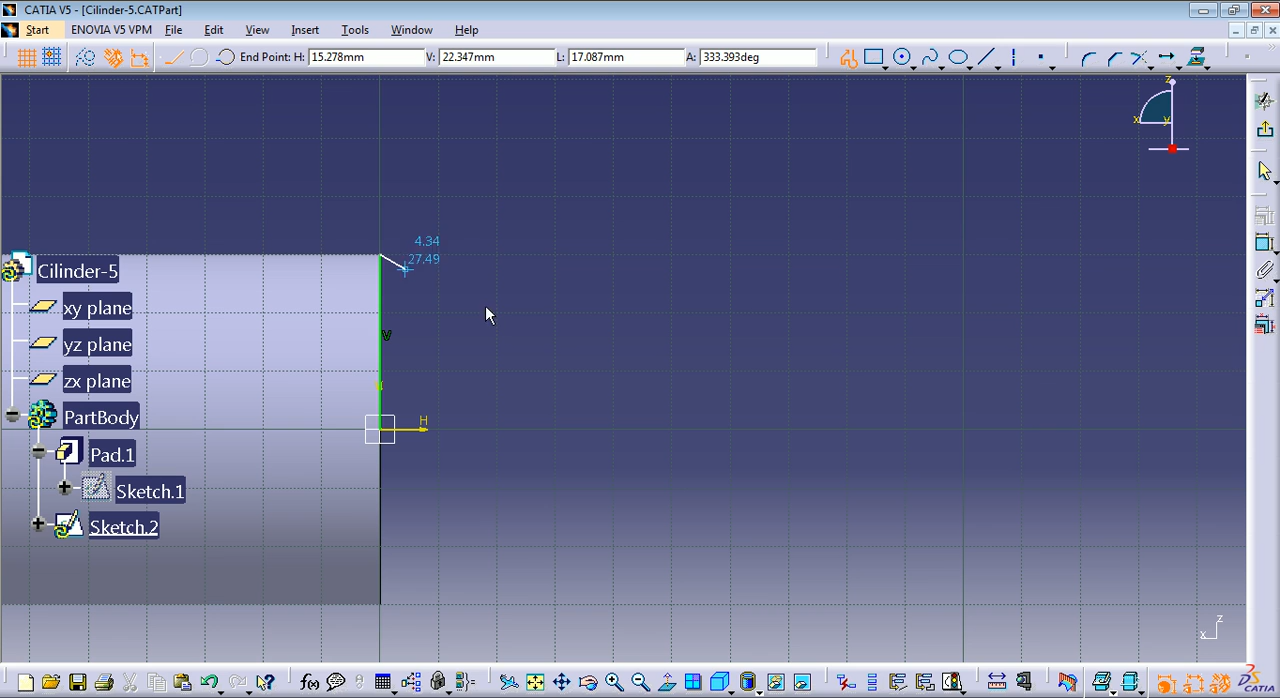 CATIA V5 - [Cilinder-5.CATPart]
Start ENOVIA V5 VPM File Edit View Insert Tools Window Help
End Point: H: 15.278mm V: 22.347mm L: 17.087mm A: 333.393deg
z
x y
4.34
27.49
Cilinder-5
xy plane
V
yz plane
zx plane
PartBody
H
Pad.1
Sketch.1
Sketch.2
z
x
f(x)
CATIA